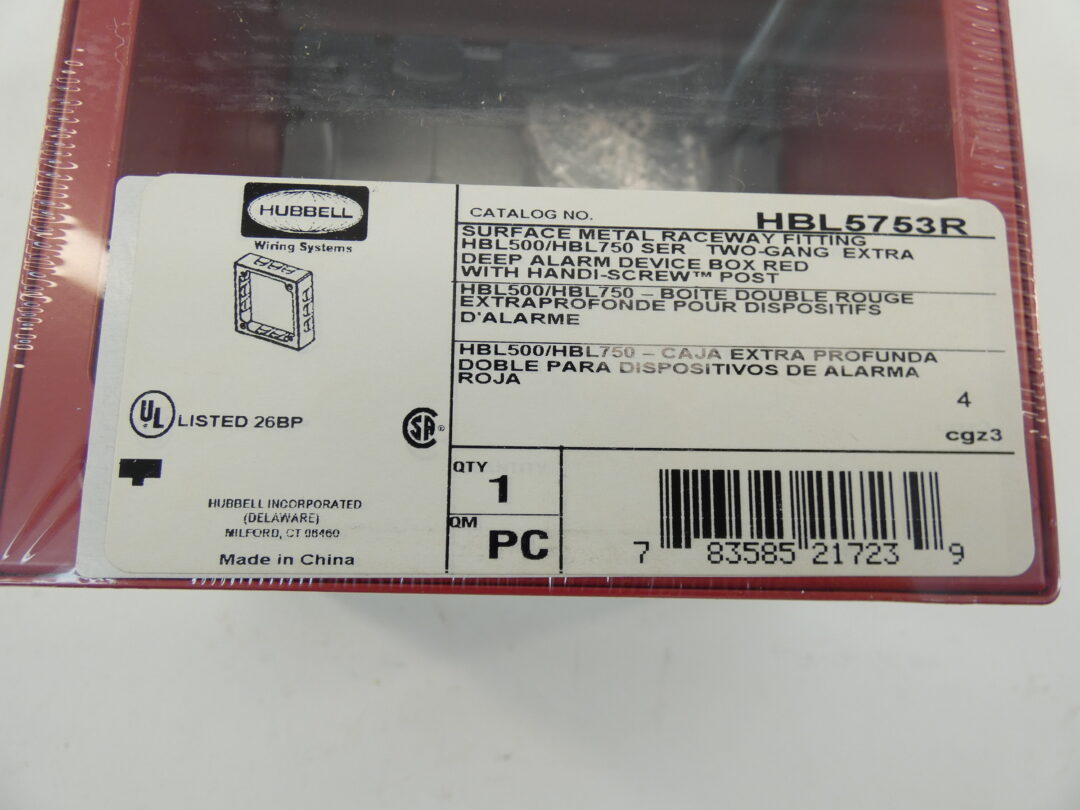 HUBBELL
Wiring Systems
CATALOG NO.
HBL5753R
SURFACE METAL RACEWAY FITTING
HBL500/HBL750 SER TWO-GANG EXTRA
DEEP ALARM DEVICE BOX RED
WITH HANDI-SCREW™ POST
HBL500/HBL750 – BOITE DOUBLE ROUGE
EXTRAPROFONDE POUR DISPOSITIFS
D'ALARME
HBL500/HBL750 – CAJA EXTRA PROFUNDA
DOBLE PARA DISPOSITIVOS DE ALARMA
ROJA
4
cgz3
UL LISTED 26BP
SA®
HUBBELL INCORPORATED
(DELAWARE)
MILFORD, CT 06460
Made in China
QTY
1
QM
PC
7 83585 21723 9